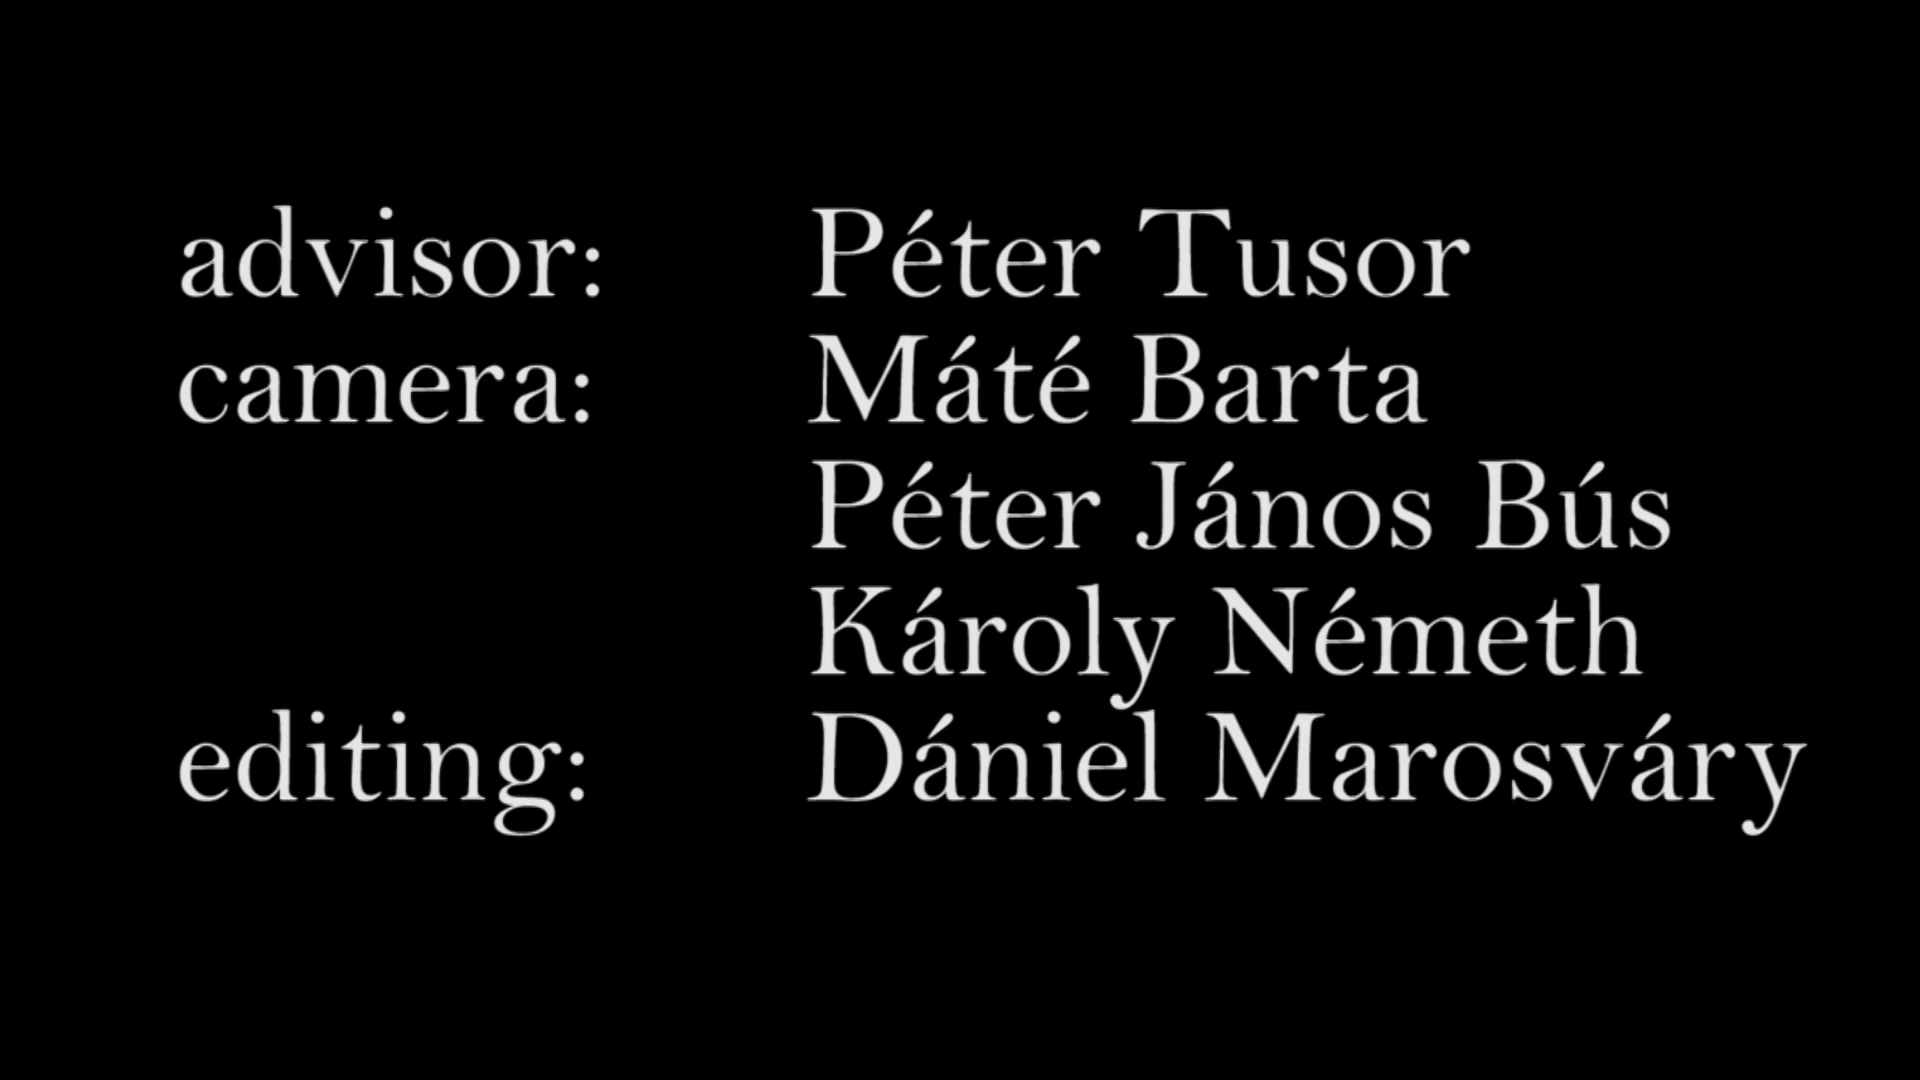 advisor: Péter Tusor
camera: Máté Barta
Péter János Bús
Károly Németh
editing: Dániel Marosváry